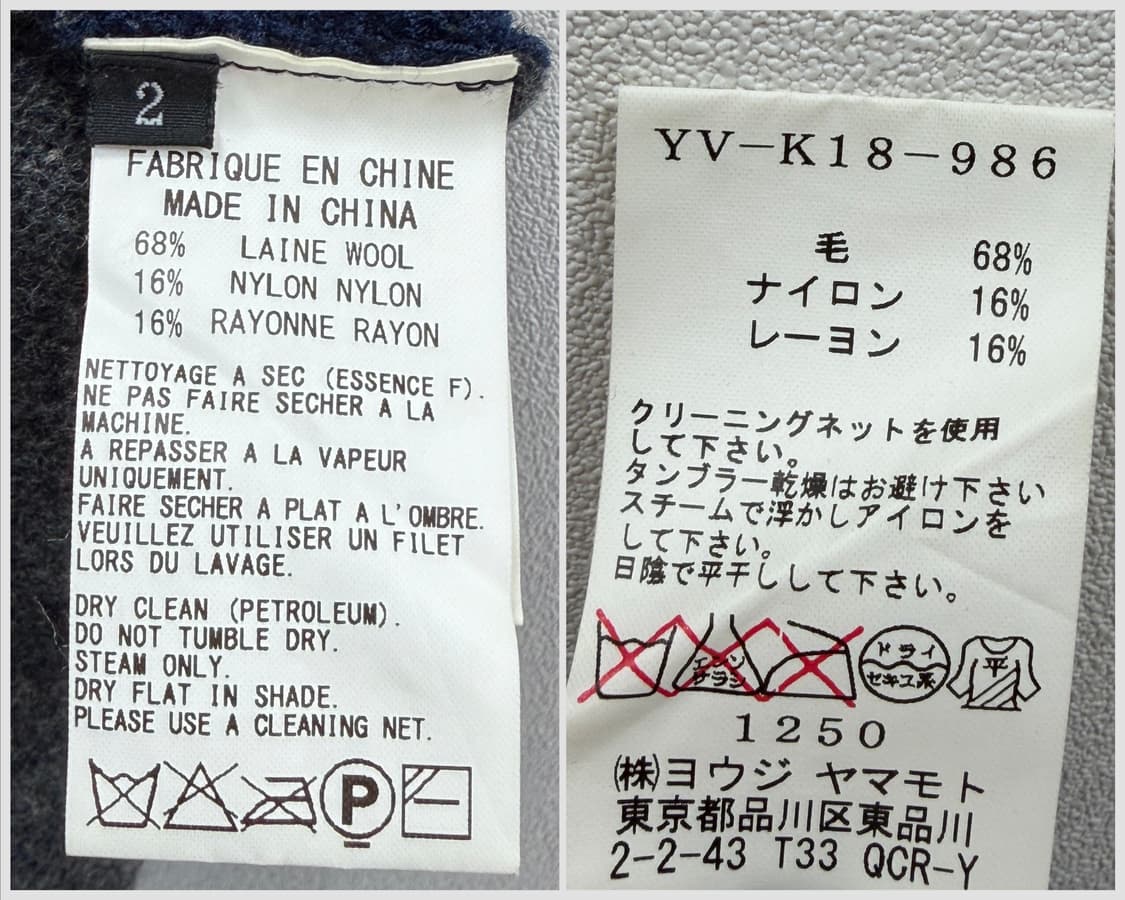 2
FABRIQUE EN CHINE
MADE IN CHINA
68% LAINE WOOL
16% NYLON NYLON
16% RAYONNE RAYON
NETTOYAGE A SEC (ESSENCE F).
NE PAS FAIRE SECHER A LA
MACHINE.
A REPASSER A LA VAPEUR
UNIQUEMENT.
FAIRE SECHER A PLAT A L'OMBRE.
VEUILLEZ UTILISER UN FILET
LORS DU LAVAGE.
DRY CLEAN (PETROLEUM).
DO NOT TUMBLE DRY.
STEAM ONLY.
DRY FLAT IN SHADE.
PLEASE USE A CLEANING NET.
P
YV-K18-986
毛 68%
ナイロン 16%
レーヨン 16%
クリーニングネットを使用
して下さい。
タンブラー乾燥はお避け下さい
スチームで浮かしアイロンを
して下さい。
日陰で平干しして下さい。
エンソ
サラシ
ドライ
セキユ系
平
1250
(株)ヨウジ ヤマモト
東京都品川区東品川
2-2-43 T33 QCR-Y